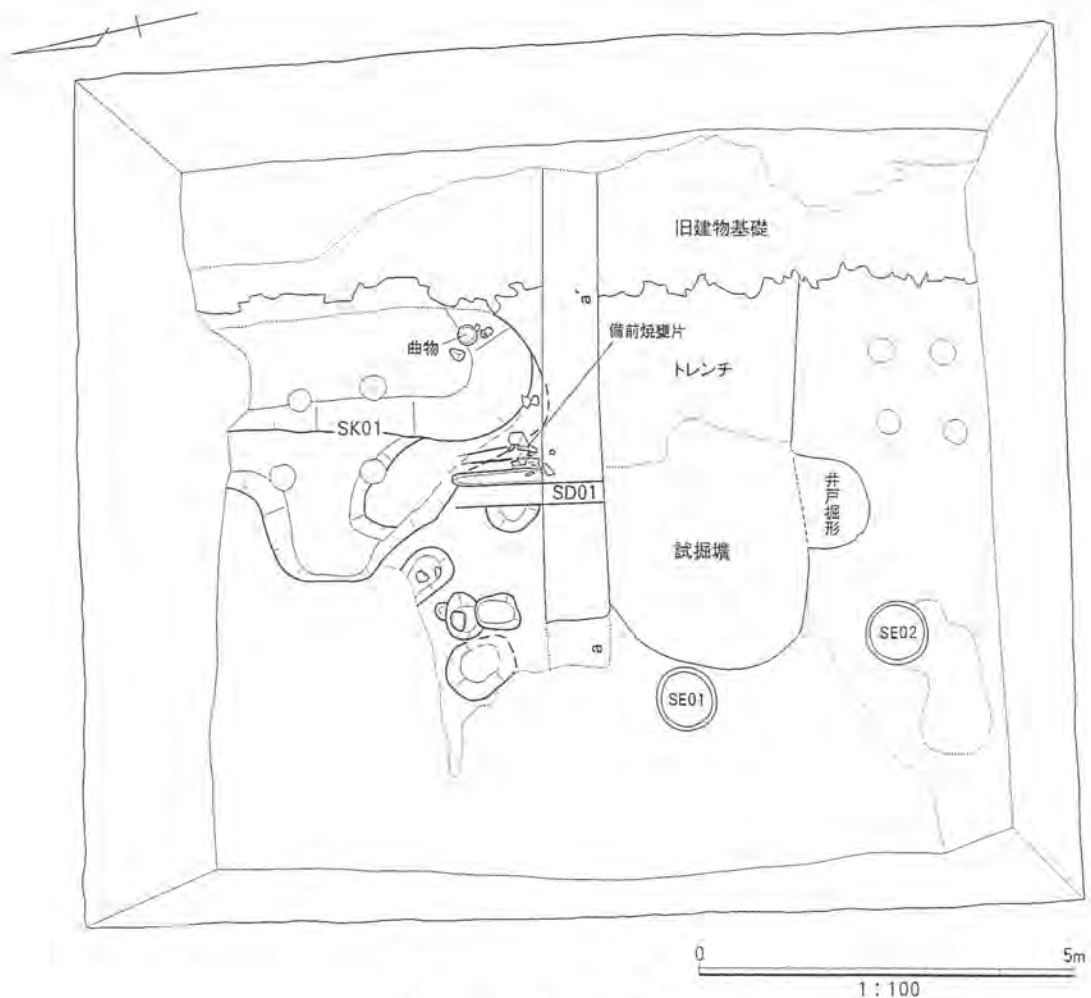 旧建物基礎
a'
備前焼甕片
曲物
トレンチ
SK01
SD01
井戸掘形
試掘壙
SE02
a
SE01
0 5m
1：100